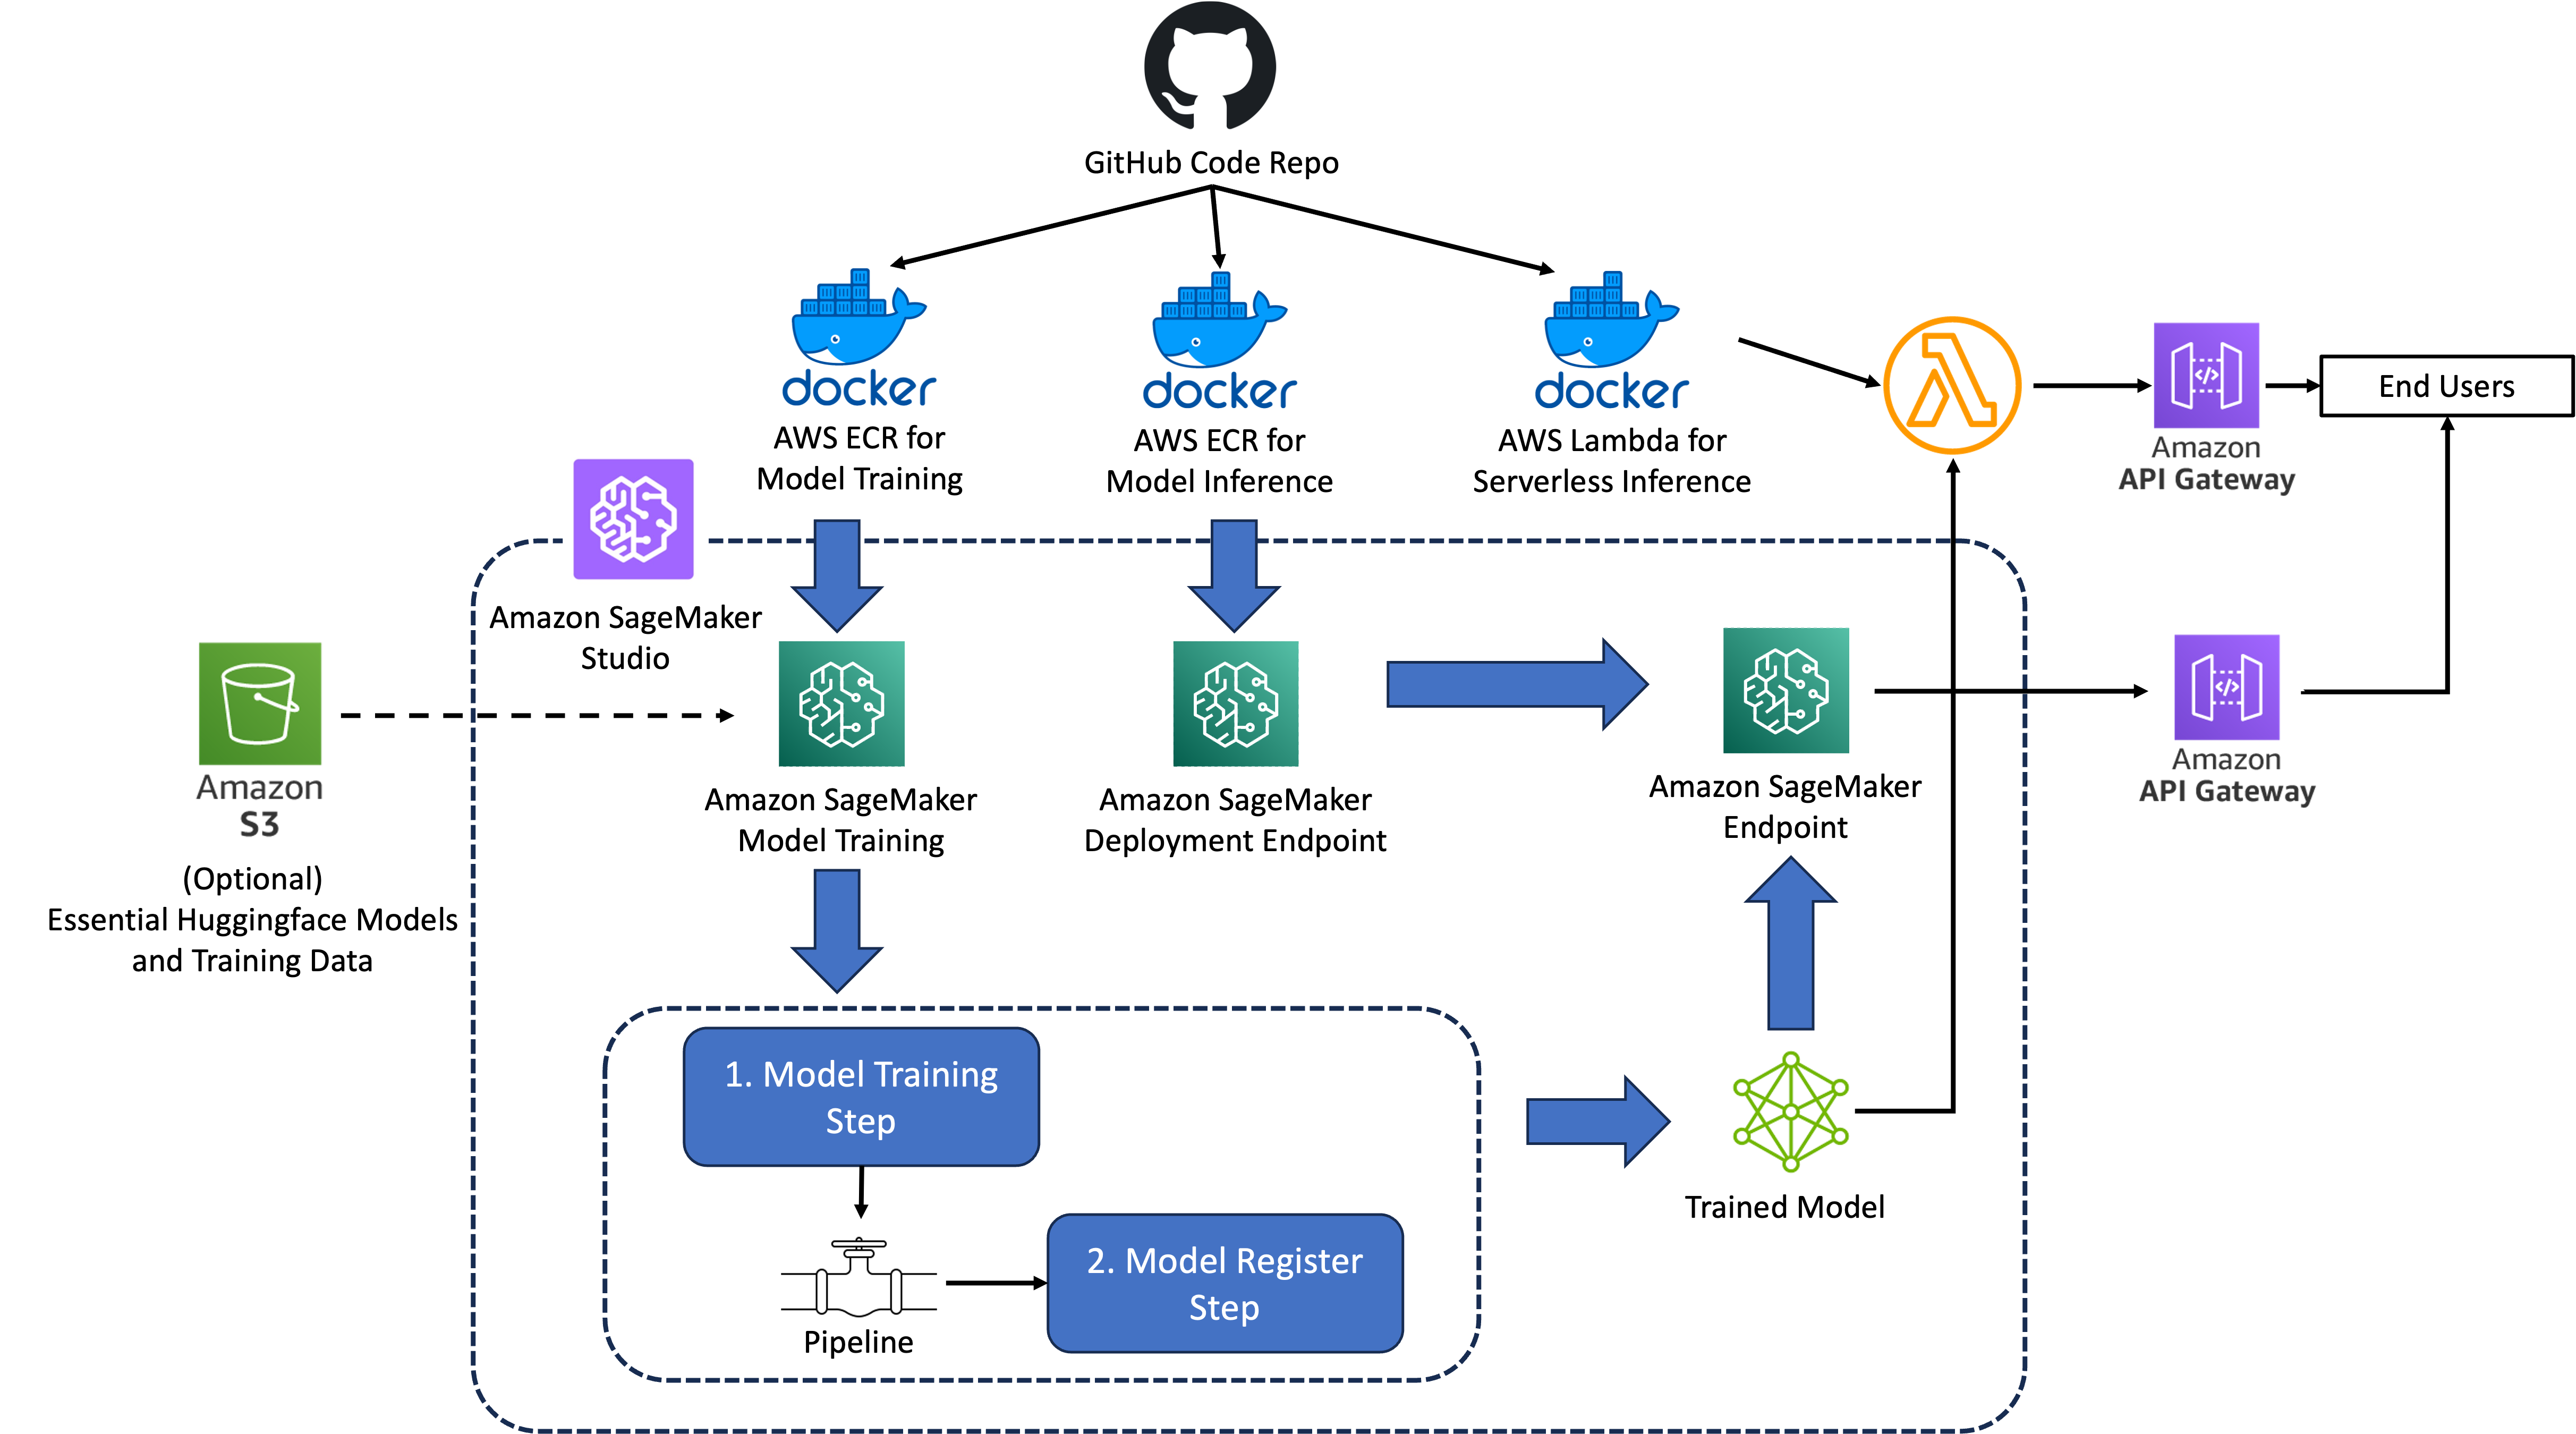 GitHub Code Repo
docker
AWS ECR for
Model Training
docker
AWS ECR for
Model Inference
docker
AWS Lambda for
Serverless Inference
Amazon
API Gateway
End Users
Amazon SageMaker
Studio
Amazon
S3
(Optional)
Essential Huggingface Models
and Training Data
Amazon SageMaker
Model Training
Amazon SageMaker
Deployment Endpoint
Amazon SageMaker
Endpoint
Amazon
API Gateway
1. Model Training
Step
Pipeline
2. Model Register
Step
Trained Model